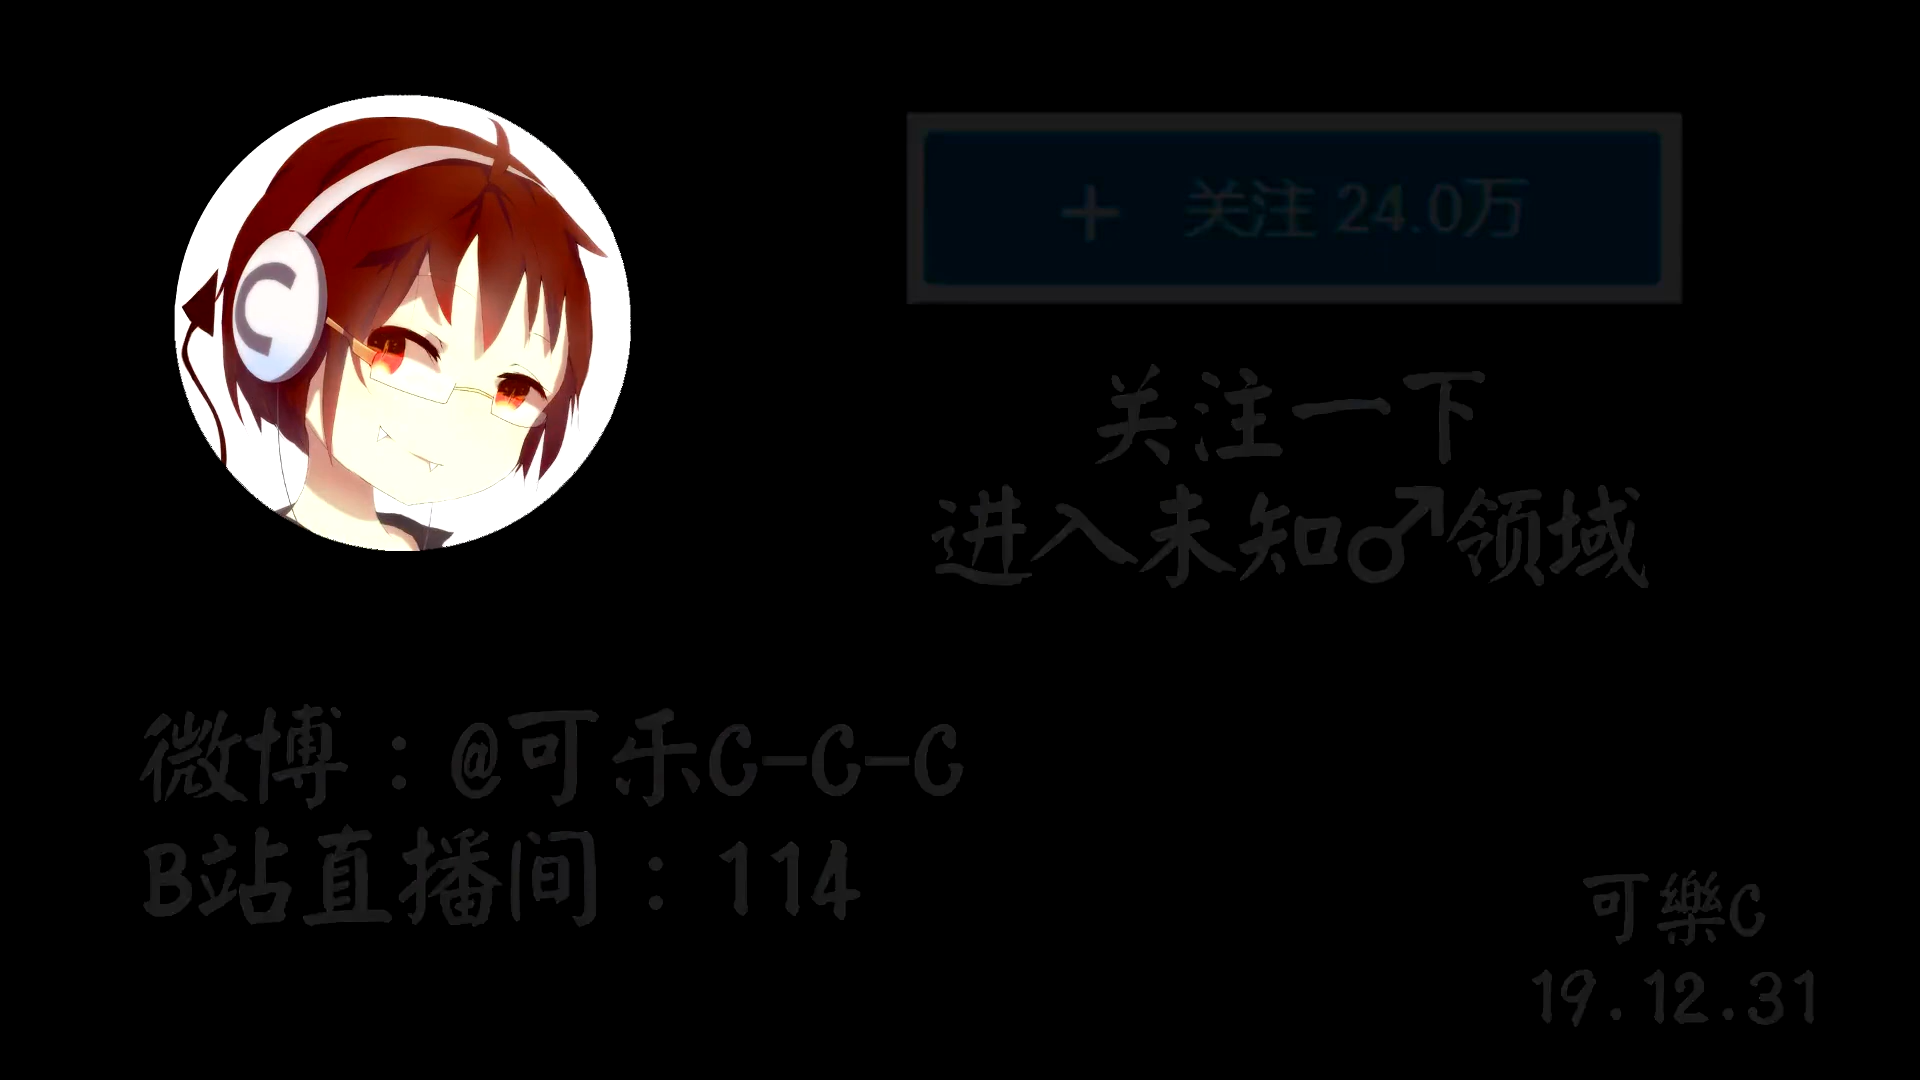 C
+ 关注 24.0万
关注一下
进入未知♂领域
微博：@可乐C-C-C
B站直播间：114
可樂C
19.12.31